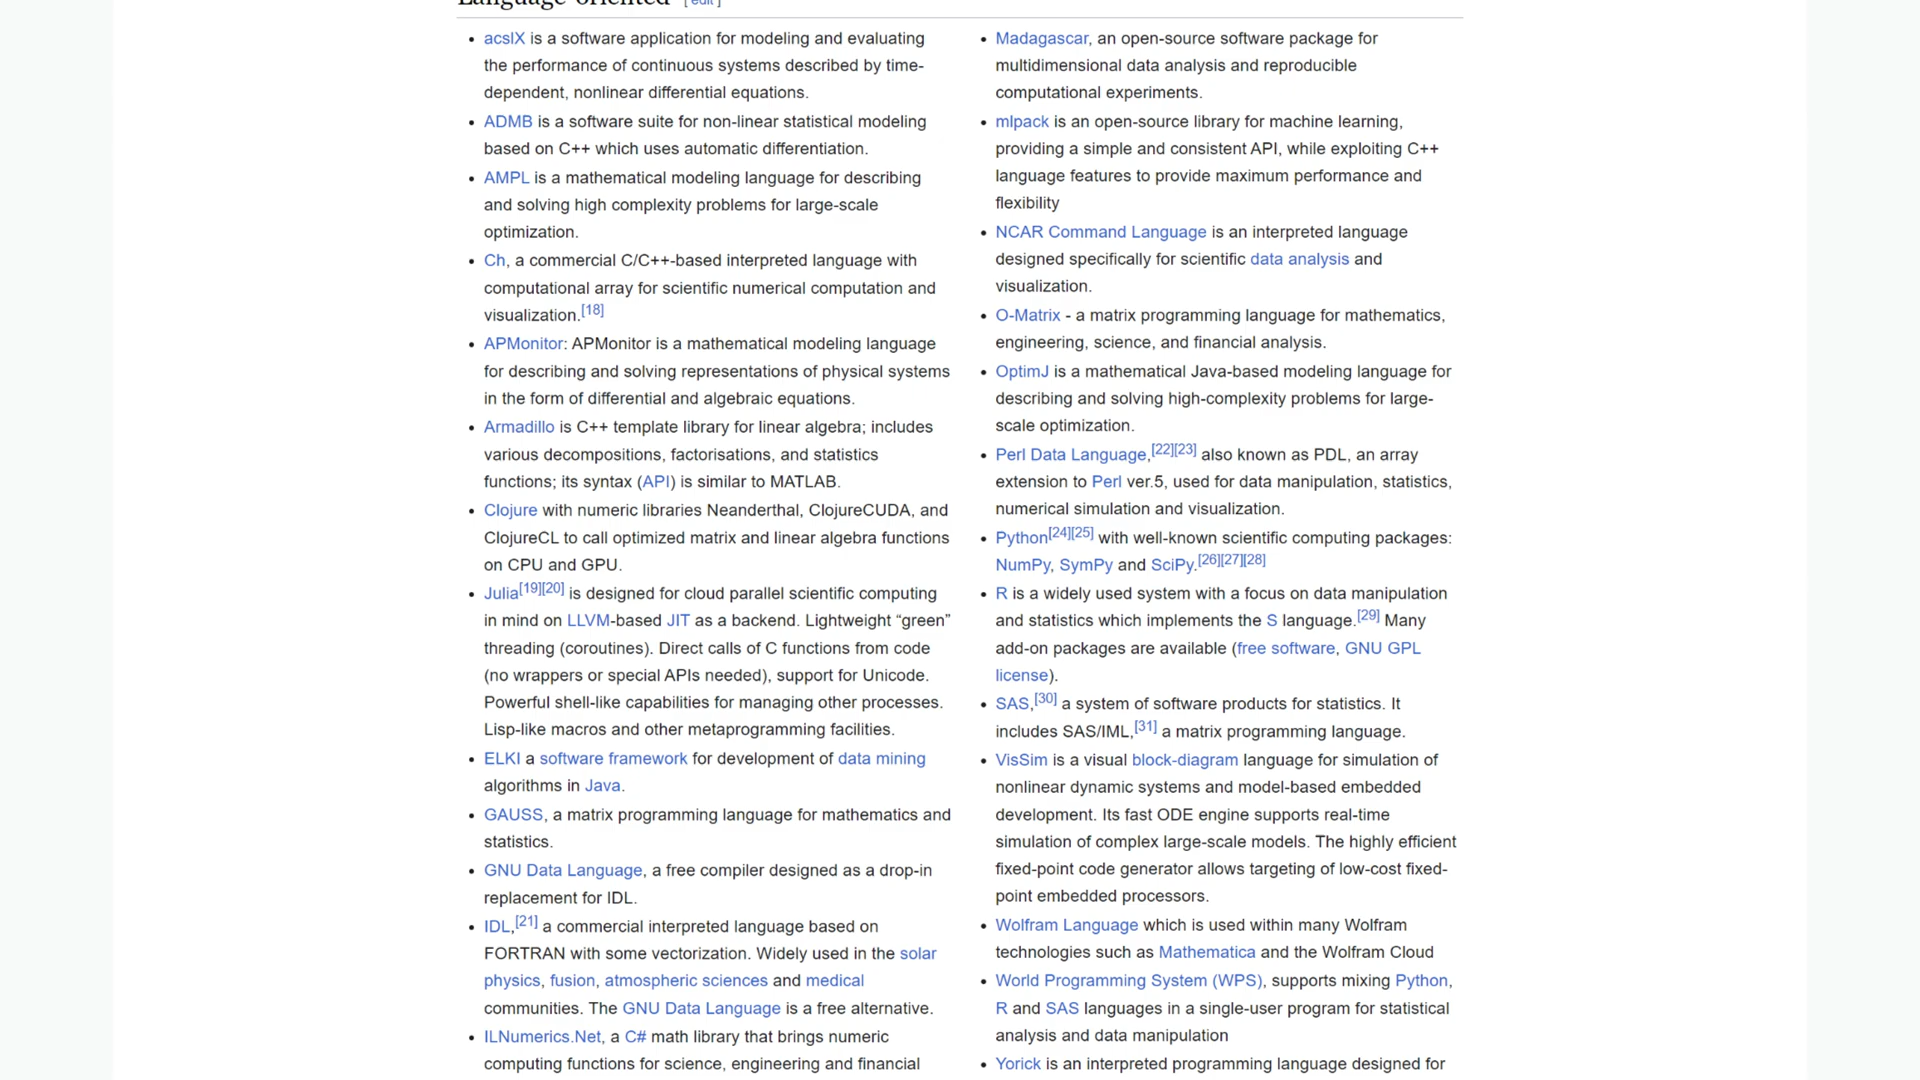 Language-oriented [ edit ]
• acslX is a software application for modeling and evaluating
the performance of continuous systems described by time-
dependent, nonlinear differential equations.
• ADMB is a software suite for non-linear statistical modeling
based on C++ which uses automatic differentiation.
• AMPL is a mathematical modeling language for describing
and solving high complexity problems for large-scale
optimization.
• Ch, a commercial C/C++-based interpreted language with
computational array for scientific numerical computation and
visualization.[18]
• APMonitor: APMonitor is a mathematical modeling language
for describing and solving representations of physical systems
in the form of differential and algebraic equations.
• Armadillo is C++ template library for linear algebra; includes
various decompositions, factorisations, and statistics
functions; its syntax (API) is similar to MATLAB.
• Clojure with numeric libraries Neanderthal, ClojureCUDA, and
ClojureCL to call optimized matrix and linear algebra functions
on CPU and GPU.
• Julia[19][20] is designed for cloud parallel scientific computing
in mind on LLVM-based JIT as a backend. Lightweight “green”
threading (coroutines). Direct calls of C functions from code
(no wrappers or special APIs needed), support for Unicode.
Powerful shell-like capabilities for managing other processes.
Lisp-like macros and other metaprogramming facilities.
• ELKI a software framework for development of data mining
algorithms in Java.
• GAUSS, a matrix programming language for mathematics and
statistics.
• GNU Data Language, a free compiler designed as a drop-in
replacement for IDL.
• IDL,[21] a commercial interpreted language based on
FORTRAN with some vectorization. Widely used in the solar
physics, fusion, atmospheric sciences and medical
communities. The GNU Data Language is a free alternative.
• ILNumerics.Net, a C# math library that brings numeric
computing functions for science, engineering and financial
• Madagascar, an open-source software package for
multidimensional data analysis and reproducible
computational experiments.
• mlpack is an open-source library for machine learning,
providing a simple and consistent API, while exploiting C++
language features to provide maximum performance and
flexibility
• NCAR Command Language is an interpreted language
designed specifically for scientific data analysis and
visualization.
• O-Matrix - a matrix programming language for mathematics,
engineering, science, and financial analysis.
• OptimJ is a mathematical Java-based modeling language for
describing and solving high-complexity problems for large-
scale optimization.
• Perl Data Language,[22][23] also known as PDL, an array
extension to Perl ver.5, used for data manipulation, statistics,
numerical simulation and visualization.
• Python[24][25] with well-known scientific computing packages:
NumPy, SymPy and SciPy.[26][27][28]
• R is a widely used system with a focus on data manipulation
and statistics which implements the S language.[29] Many
add-on packages are available (free software, GNU GPL
license).
• SAS,[30] a system of software products for statistics. It
includes SAS/IML,[31] a matrix programming language.
• VisSim is a visual block-diagram language for simulation of
nonlinear dynamic systems and model-based embedded
development. Its fast ODE engine supports real-time
simulation of complex large-scale models. The highly efficient
fixed-point code generator allows targeting of low-cost fixed-
point embedded processors.
• Wolfram Language which is used within many Wolfram
technologies such as Mathematica and the Wolfram Cloud
• World Programming System (WPS), supports mixing Python,
R and SAS languages in a single-user program for statistical
analysis and data manipulation
• Yorick is an interpreted programming language designed for